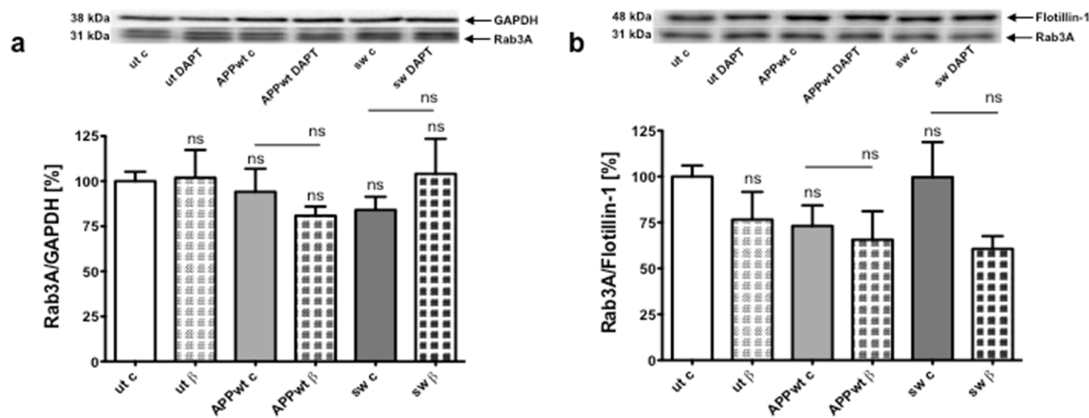 a
38 kDa GAPDH
31 kDa Rab3A
ut c ut DAPT APPwt c APPwt DAPT sw c sw DAPT
ns
ns
ns ns ns ns ns
Rab3A/GAPDH [%]
125
100
75
50
25
0
ut c ut β APPwt c APPwt β sw c sw β
b
48 kDa Flotillin-1
31 kDa Rab3A
ut c ut DAPT APPwt c APPwt DAPT sw c sw DAPT
ns
ns
ns ns ns ns ns
Rab3A/Flotillin-1 [%]
125
100
75
50
25
0
ut c ut β APPwt c APPwt β sw c sw β